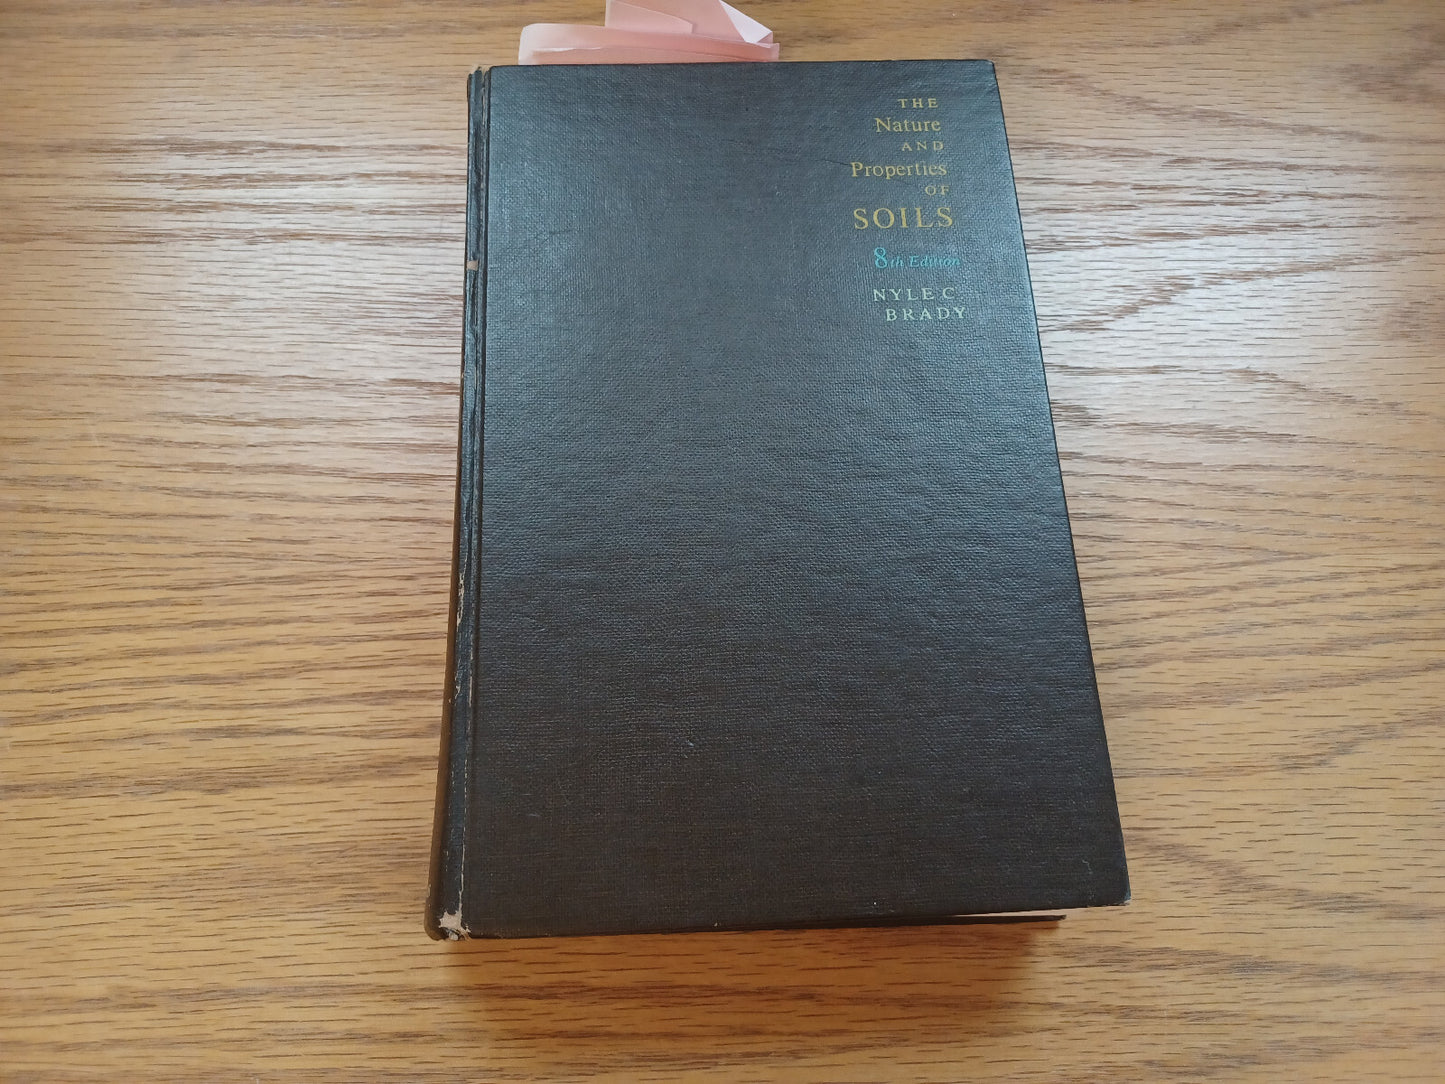 THE
Nature
AND
Properties
OF
SOILS
8th Edition
NYLE C.
BRADY